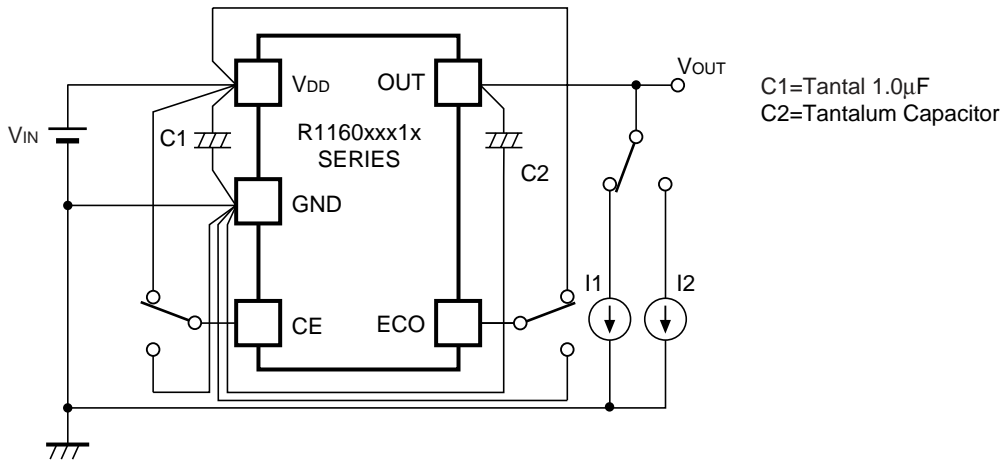 VDD
OUT
VOUT
C1=Tantal 1.0μF
C2=Tantalum Capacitor
VIN
C1
R1160xxx1x
SERIES
C2
GND
I1
I2
CE
ECO